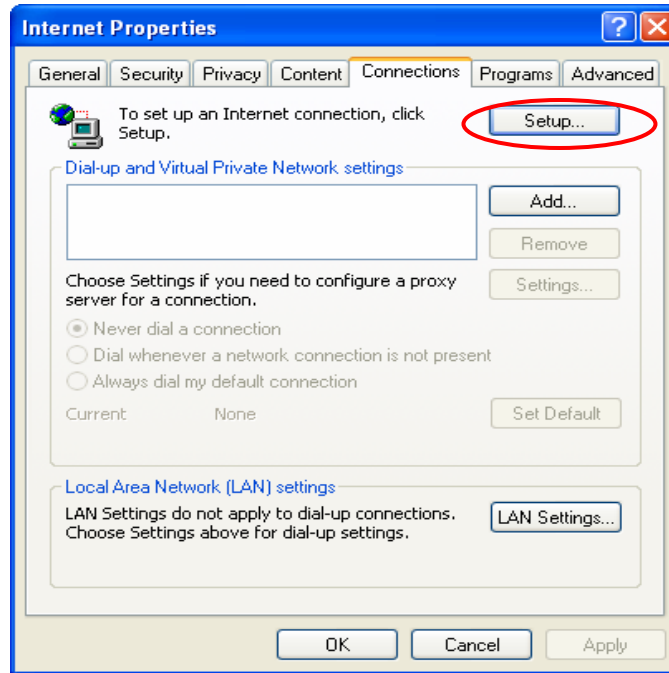 Internet Properties
?
X
General Security Privacy Content Connections Programs Advanced
To set up an Internet connection, click
Setup.
Setup...
Dial-up and Virtual Private Network settings
Add...
Remove
Choose Settings if you need to configure a proxy
server for a connection.
Settings...
Never dial a connection
Dial whenever a network connection is not present
Always dial my default connection
Current None
Set Default
Local Area Network (LAN) settings
LAN Settings do not apply to dial-up connections.
Choose Settings above for dial-up settings.
LAN Settings...
OK Cancel Apply